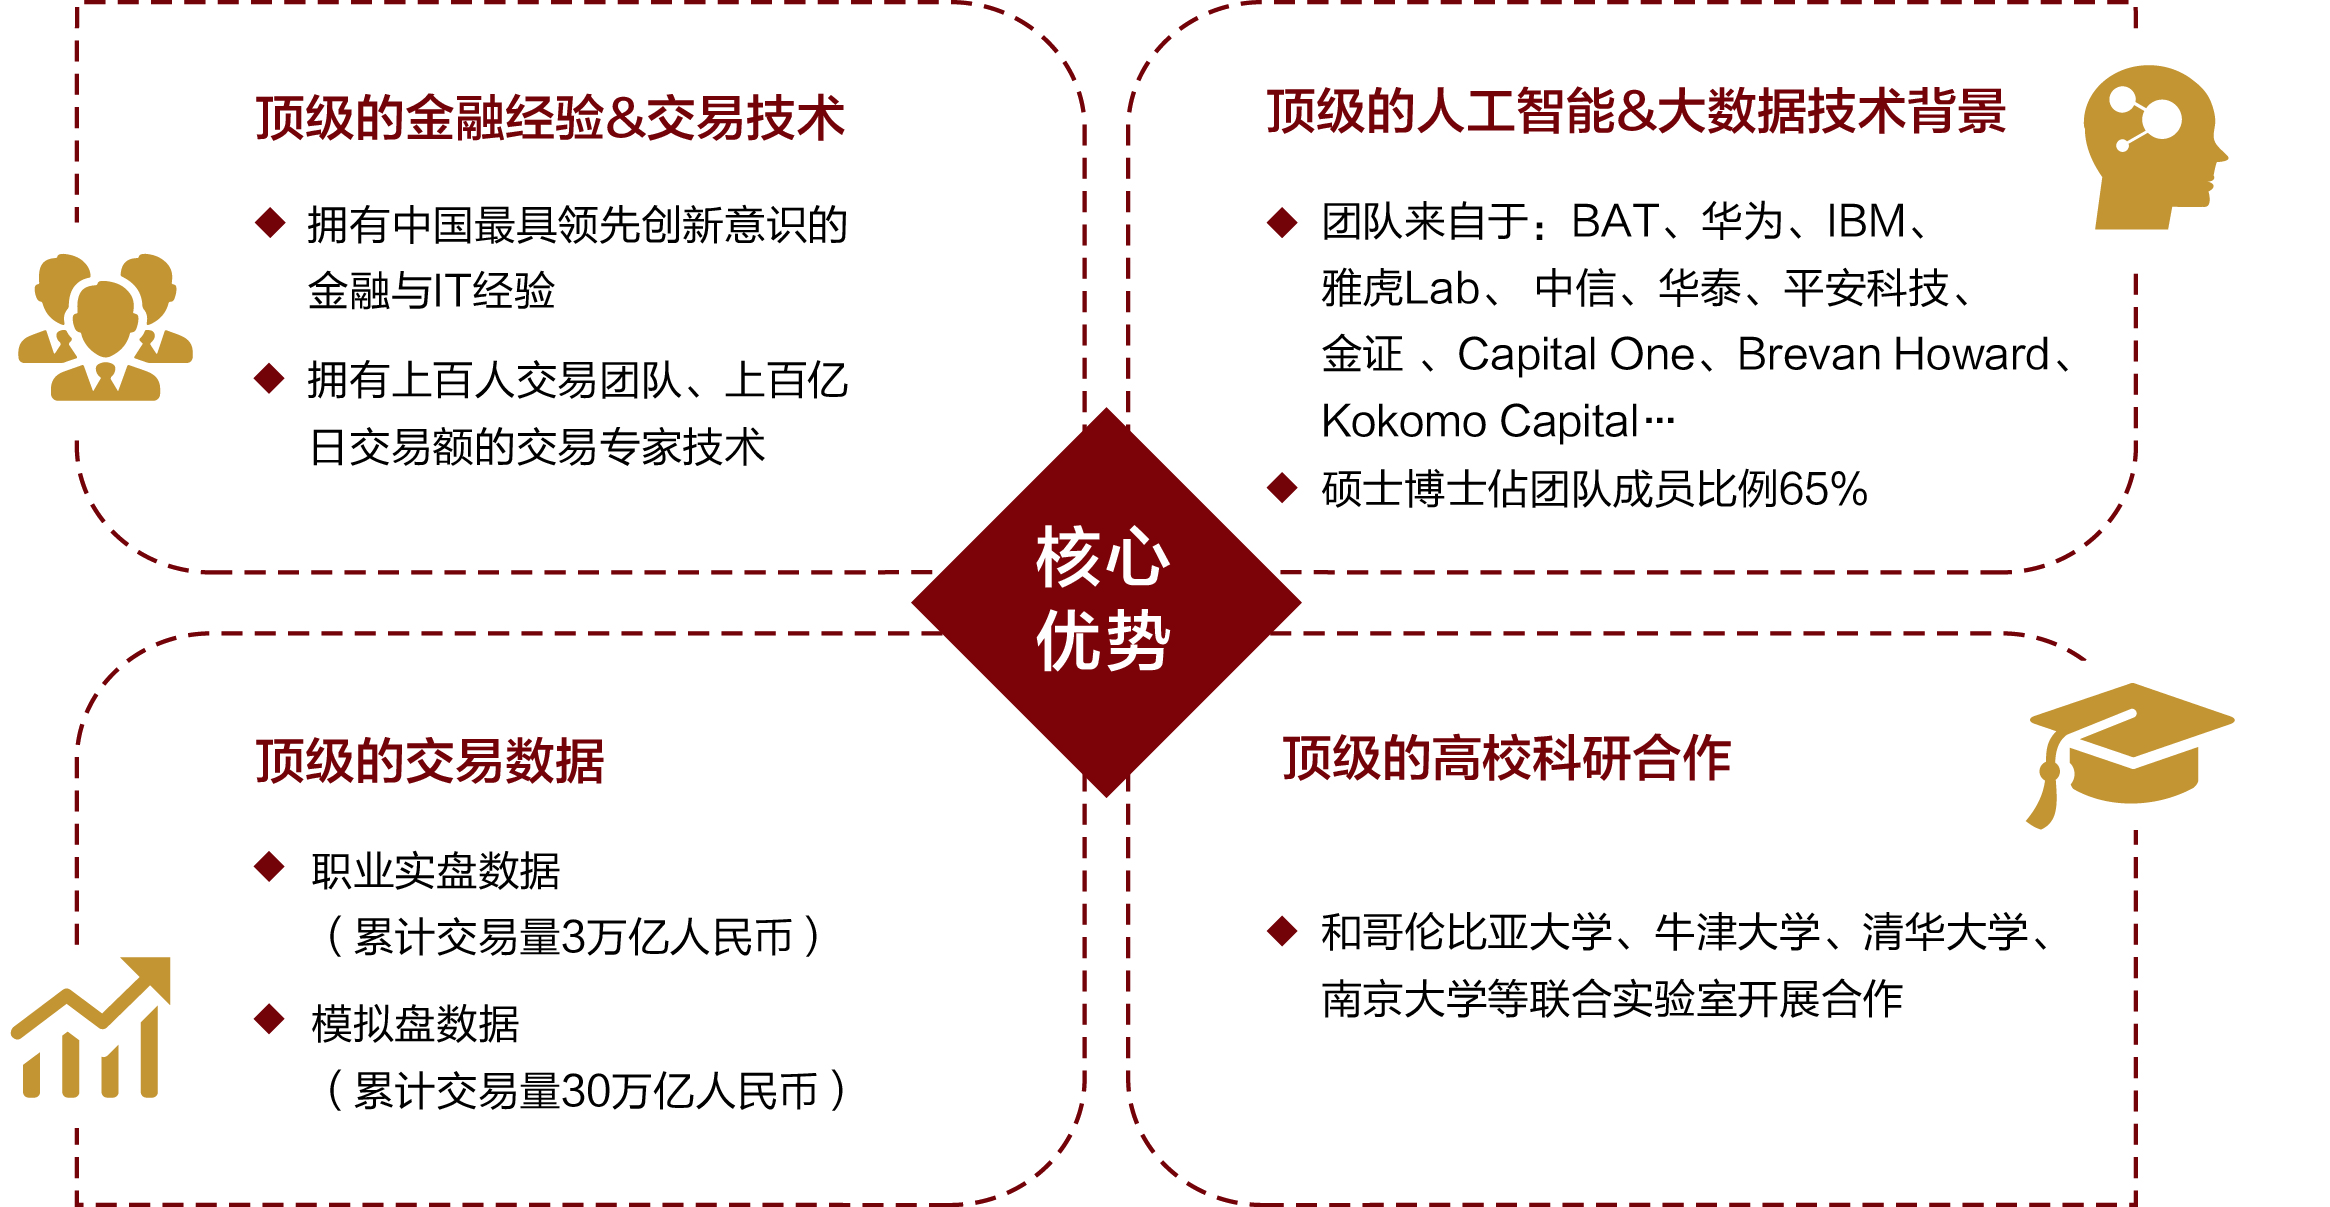 顶级的金融经验&交易技术
拥有中国最具领先创新意识的
金融与IT经验
拥有上百人交易团队、上百亿
日交易额的交易专家技术
顶级的人工智能&大数据技术背景
团队来自于：BAT、华为、IBM、
雅虎Lab、 中信、华泰、平安科技、
金证 、Capital One、Brevan Howard、
Kokomo Capital…
硕士博士佔团队成员比例65%
核心
优势
顶级的交易数据
职业实盘数据
（累计交易量3万亿人民币）
模拟盘数据
（累计交易量30万亿人民币）
顶级的高校科研合作
和哥伦比亚大学、牛津大学、清华大学、
南京大学等联合实验室开展合作